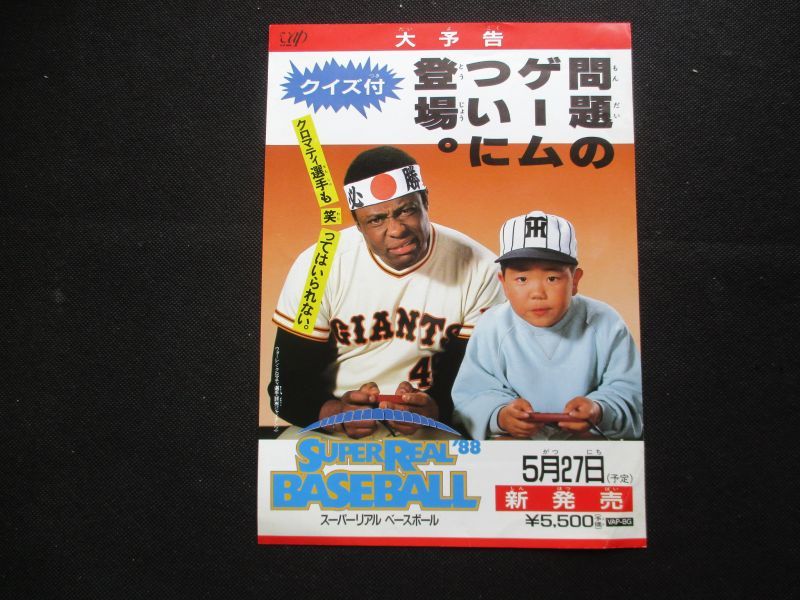 vap
大予告
クイズ付
問題の
ゲーム
ついに
登場。
クロマティ選手も
笑
ってはいられない。
必 勝
GIANTS
4
SUPER REAL '88
BASEBALL
スーパーリアル ベースボール
5月27日(予定)
新発売
¥5,500
VAP-BG